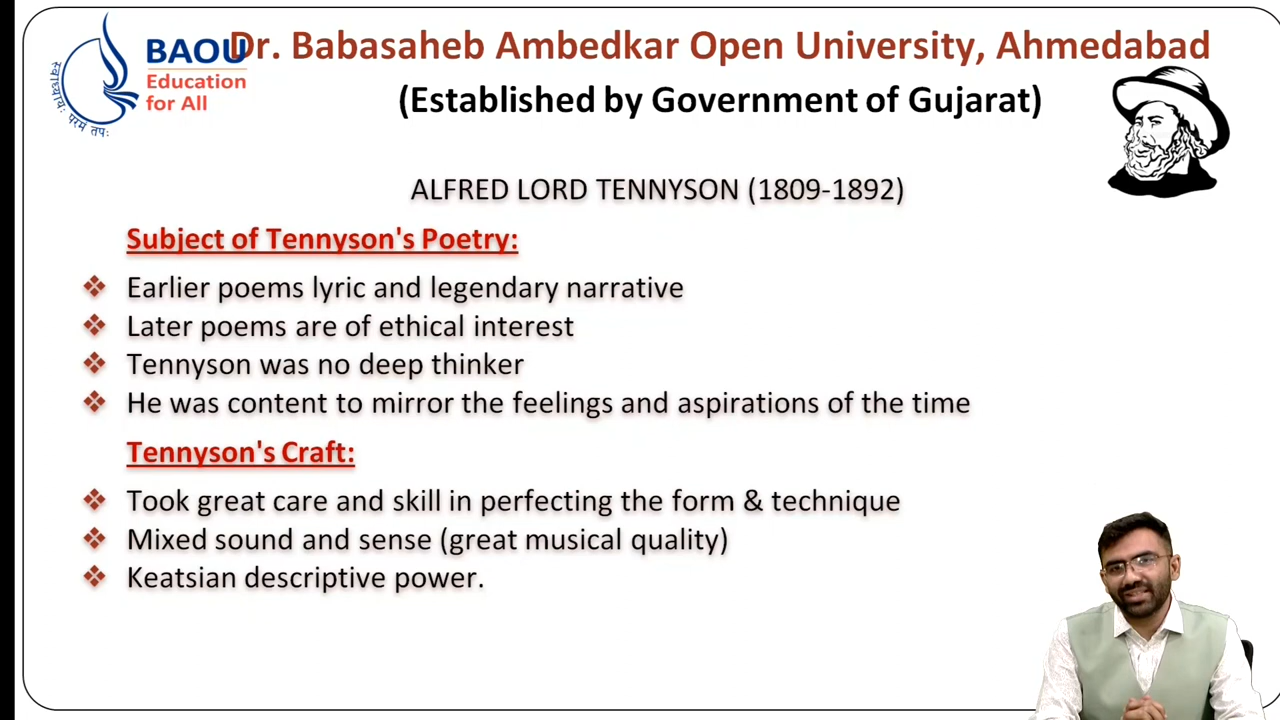 BAOU
Education
for All
स्वाध्यायः परमं तपः
Dr. Babasaheb Ambedkar Open University, Ahmedabad
(Established by Government of Gujarat)
ALFRED LORD TENNYSON (1809-1892)
Subject of Tennyson's Poetry:
❖ Earlier poems lyric and legendary narrative
❖ Later poems are of ethical interest
❖ Tennyson was no deep thinker
❖ He was content to mirror the feelings and aspirations of the time
Tennyson's Craft:
❖ Took great care and skill in perfecting the form & technique
❖ Mixed sound and sense (great musical quality)
❖ Keatsian descriptive power.